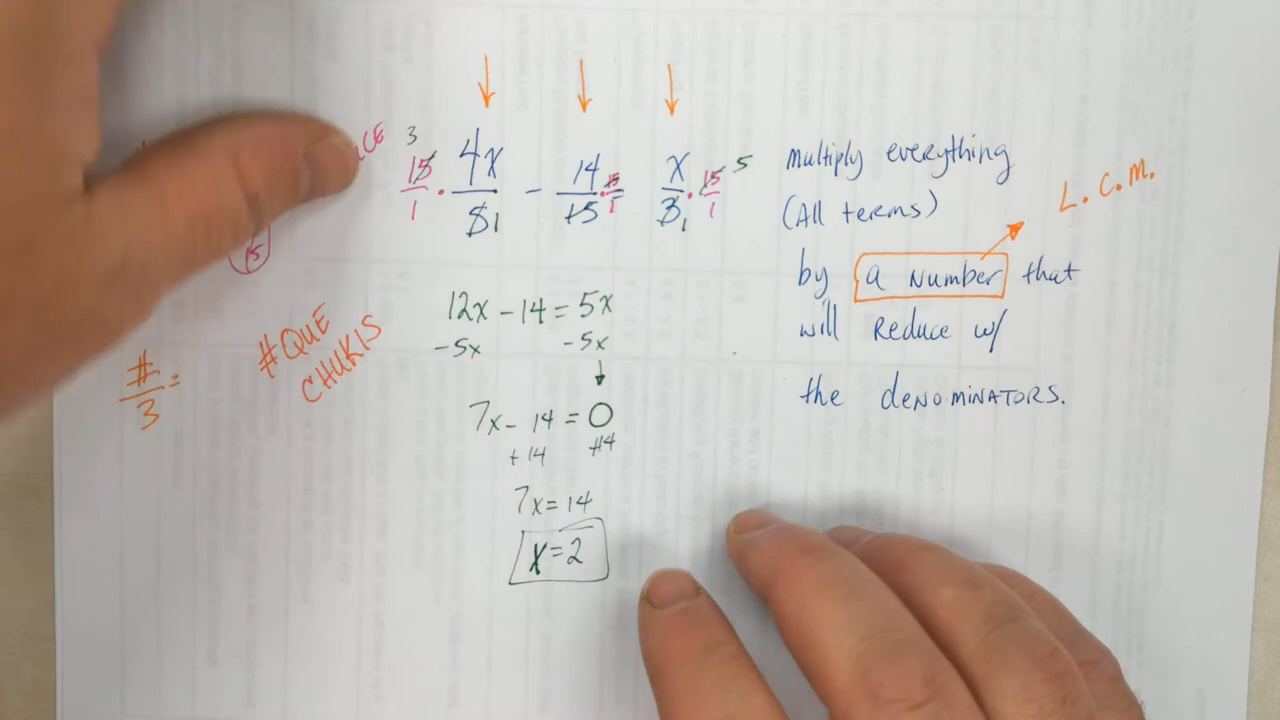 3 5
15/1 · 4x/5 1 − 14/15 · 15/1 x/3 1 · 15/1
15
12x − 14 = 5x
−5x −5x
7x − 14 = 0
+14 +14
7x = 14
x = 2
#/3 =
#QUE
CHUKIS
multiply everything
(All terms)
L.C.M.
by a number that
will Reduce w/
the denominators.